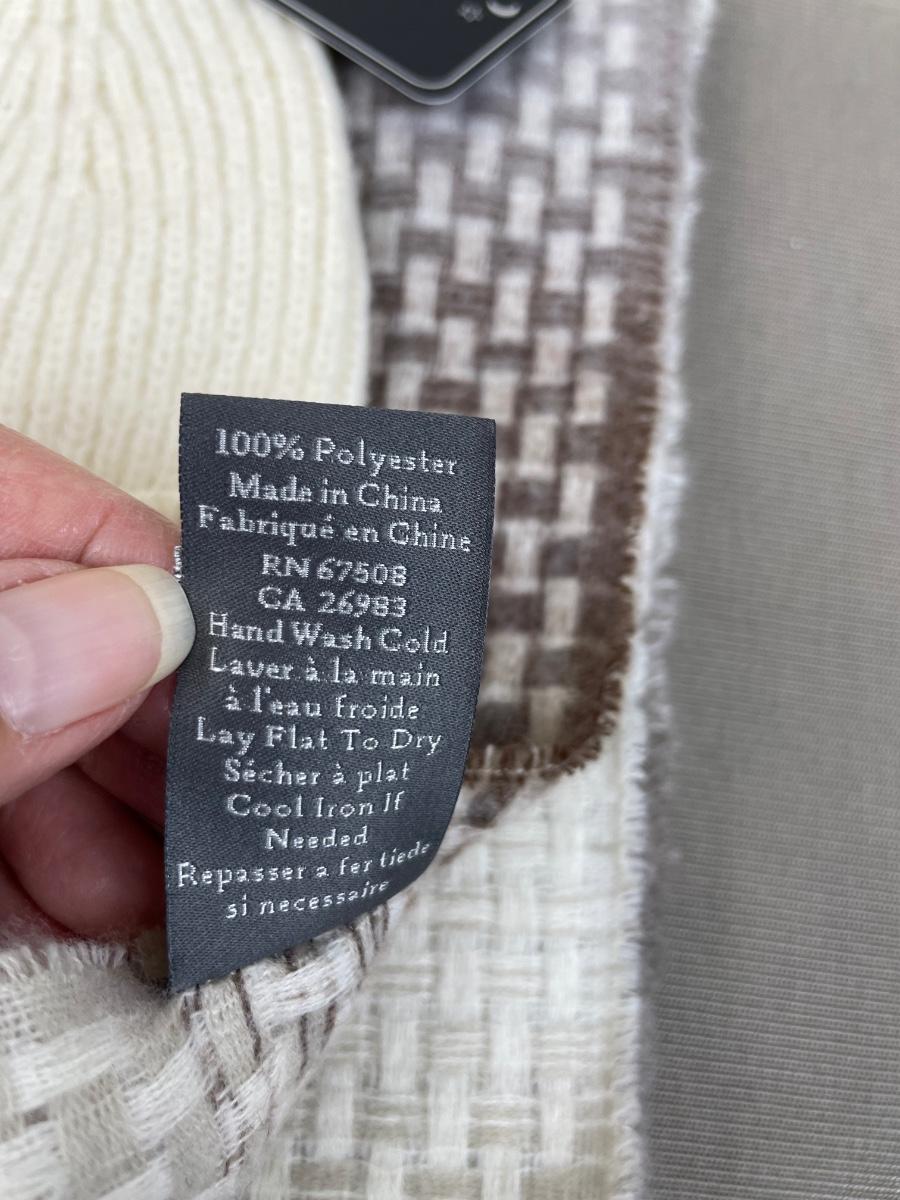 100% Polyester
Made in China
Fabriqué en Chine
RN 67508
CA 26983
Hand Wash Cold
Laver à la main
à l'eau froide
Lay Flat To Dry
Sécher à plat
Cool Iron If
Needed
Repasser a fer tiede
si necessaire